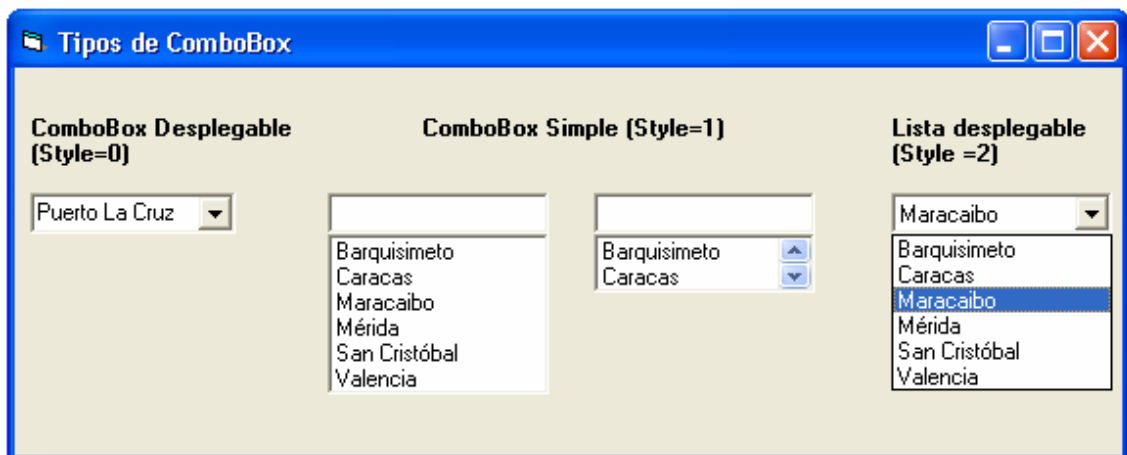 Tipos de ComboBox
ComboBox Desplegable
(Style=0)
ComboBox Simple (Style=1)
Lista desplegable
(Style =2)
Puerto La Cruz
Barquisimeto
Caracas
Maracaibo
Mérida
San Cristóbal
Valencia
Barquisimeto
Caracas
Maracaibo
Barquisimeto
Caracas
Maracaibo
Mérida
San Cristóbal
Valencia